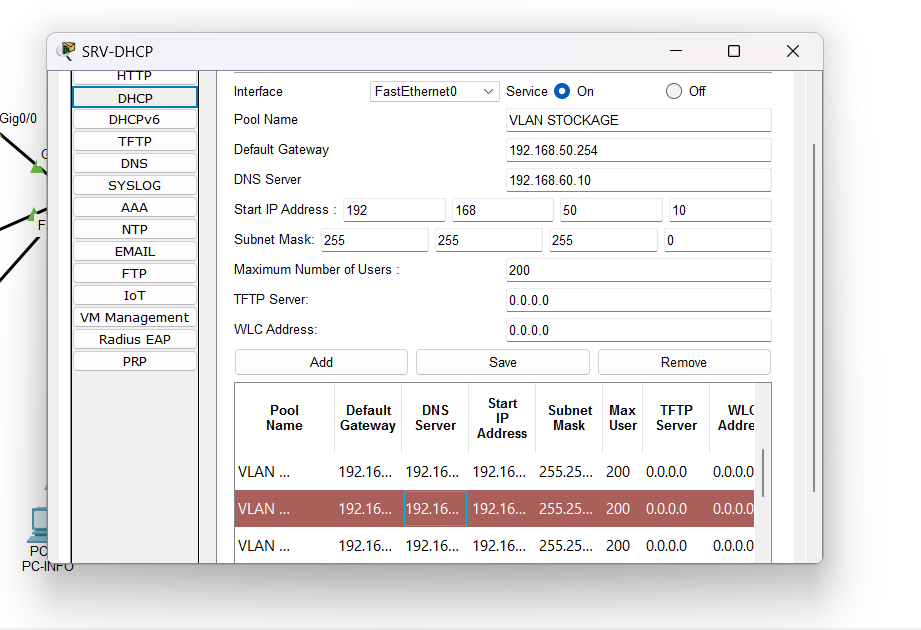 SRV-DHCP
HTTP
DHCP
DHCPv6
TFTP
DNS
SYSLOG
AAA
NTP
EMAIL
FTP
IoT
VM Management
Radius EAP
PRP
Interface FastEthernet0 Service On Off
Pool Name VLAN STOCKAGE
Default Gateway 192.168.50.254
DNS Server 192.168.60.10
Start IP Address : 192 168 50 10
Subnet Mask: 255 255 255 0
Maximum Number of Users : 200
TFTP Server: 0.0.0.0
WLC Address: 0.0.0.0
Add Save Remove
Pool Name Default Gateway DNS Server Start IP Address Subnet Mask Max User TFTP Server WLC Addre
VLAN ... 192.16... 192.16... 192.16... 255.25... 200 0.0.0.0 0.0.0.0
VLAN ... 192.16... 192.16... 192.16... 255.25... 200 0.0.0.0 0.0.0.0
VLAN ... 192.16... 192.16... 192.16... 255.25... 200 0.0.0.0 0.0.0.0
Gig0/0
G
F
PC
PC-INFO